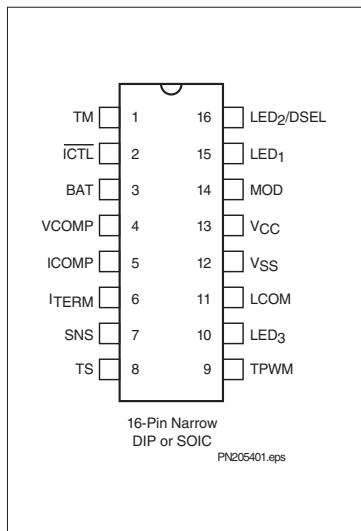 TM 1 16 LED2/DSEL
ICTL 2 15 LED1
BAT 3 14 MOD
VCOMP 4 13 VCC
ICOMP 5 12 VSS
ITERM 6 11 LCOM
SNS 7 10 LED3
TS 8 9 TPWM
16-Pin Narrow
DIP or SOIC
PN205401.eps